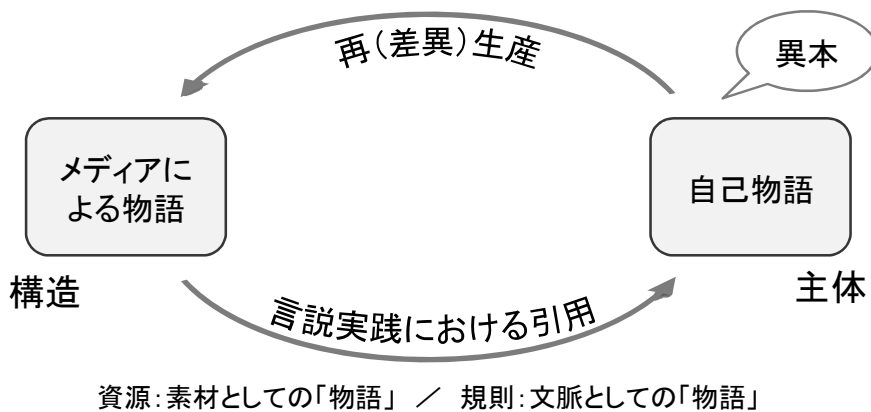 再（差異）生産
異本
メディアに
よる物語
自己物語
構造
主体
言説実践における引用
資源：素材としての「物語」 ／ 規則：文脈としての「物語」